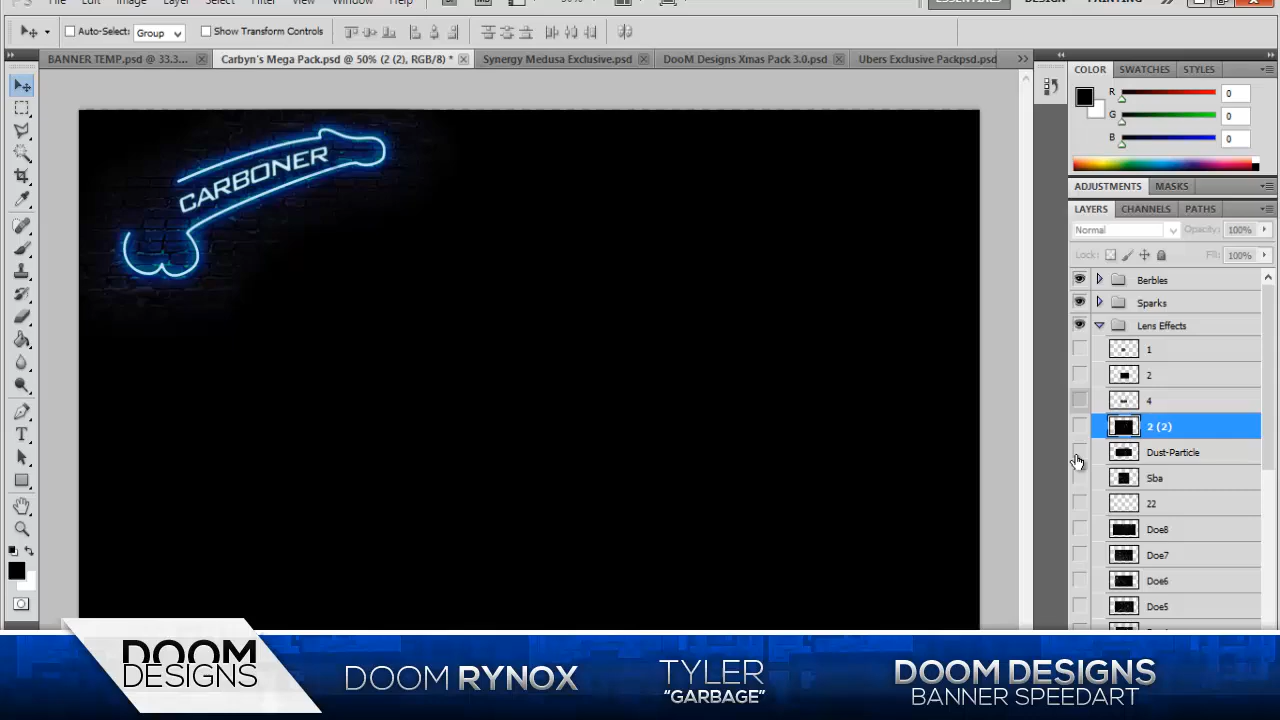 Edit Image Layer Select Filter View Window Help
ESSENTIALS DESIGN PAINTING
Auto-Select: Group Show Transform Controls
BANNER TEMP.psd @ 33.3... Carbyn's Mega Pack.psd @ 50% (2 (2), RGB/8) * Synergy Medusa Exclusive.psd DooM Designs Xmas Pack 3.0.psd Ubers Exclusive Packpsd.psd
COLOR SWATCHES STYLES
R 0
G 0
B 0
ADJUSTMENTS MASKS
LAYERS CHANNELS PATHS
Normal Opacity: 100%
Lock: Fill: 100%
Berbles
Sparks
Lens Effects
1
2
4
2 (2)
Dust-Particle
Sba
22
Doe8
Doe7
Doe6
Doe5
CARBONER
DOOM
DESIGNS
DOOM RYNOX
TYLER
"GARBAGE"
DOOM DESIGNS
BANNER SPEEDART